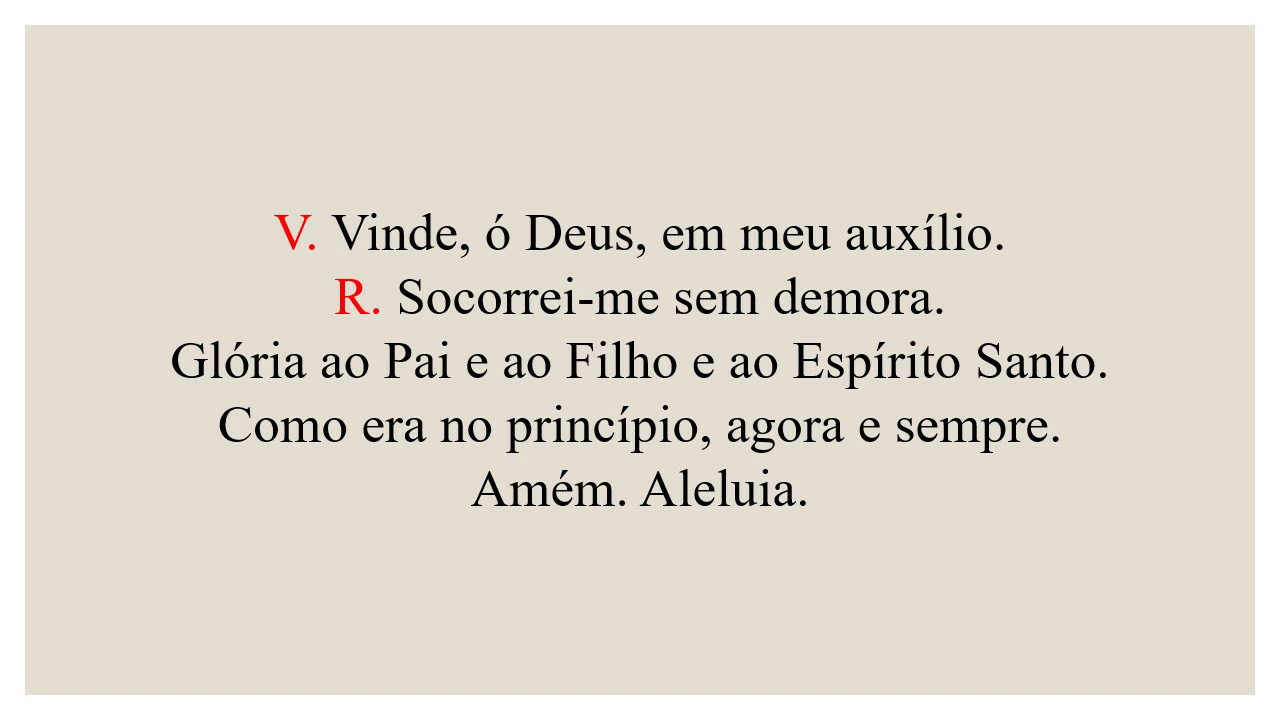 V. Vinde, ó Deus, em meu auxílio.
R. Socorrei-me sem demora.
Glória ao Pai e ao Filho e ao Espírito Santo.
Como era no princípio, agora e sempre.
Amém. Aleluia.